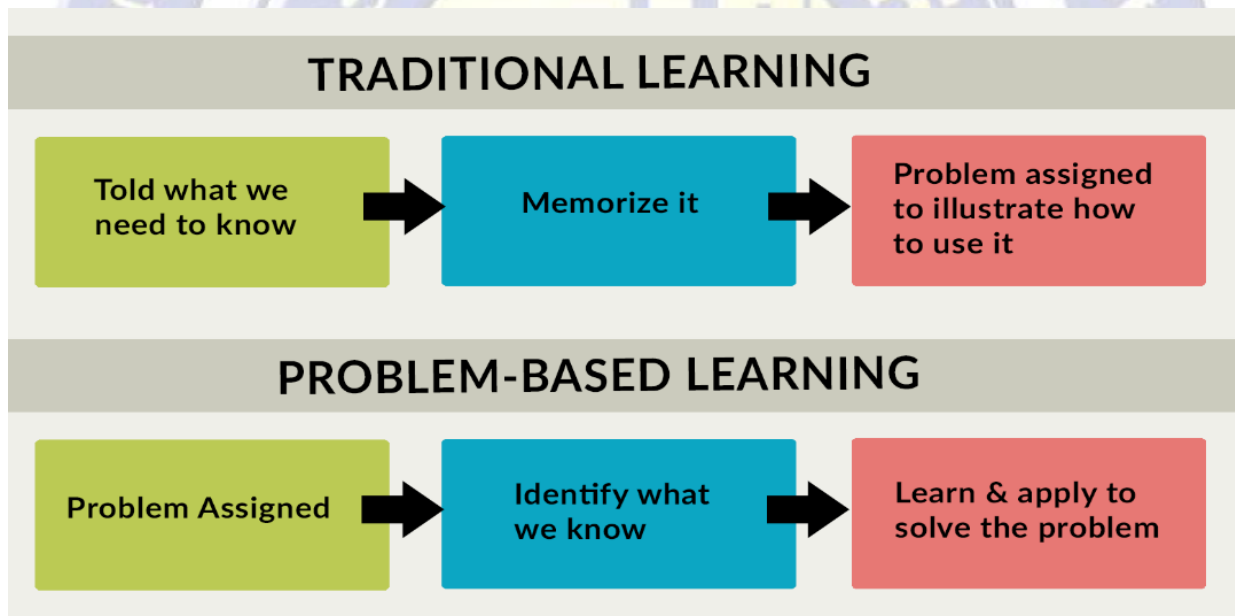 TRADITIONAL LEARNING
Told what we
need to know
Memorize it
Problem assigned
to illustrate how
to use it
PROBLEM-BASED LEARNING
Problem Assigned
Identify what
we know
Learn & apply to
solve the problem